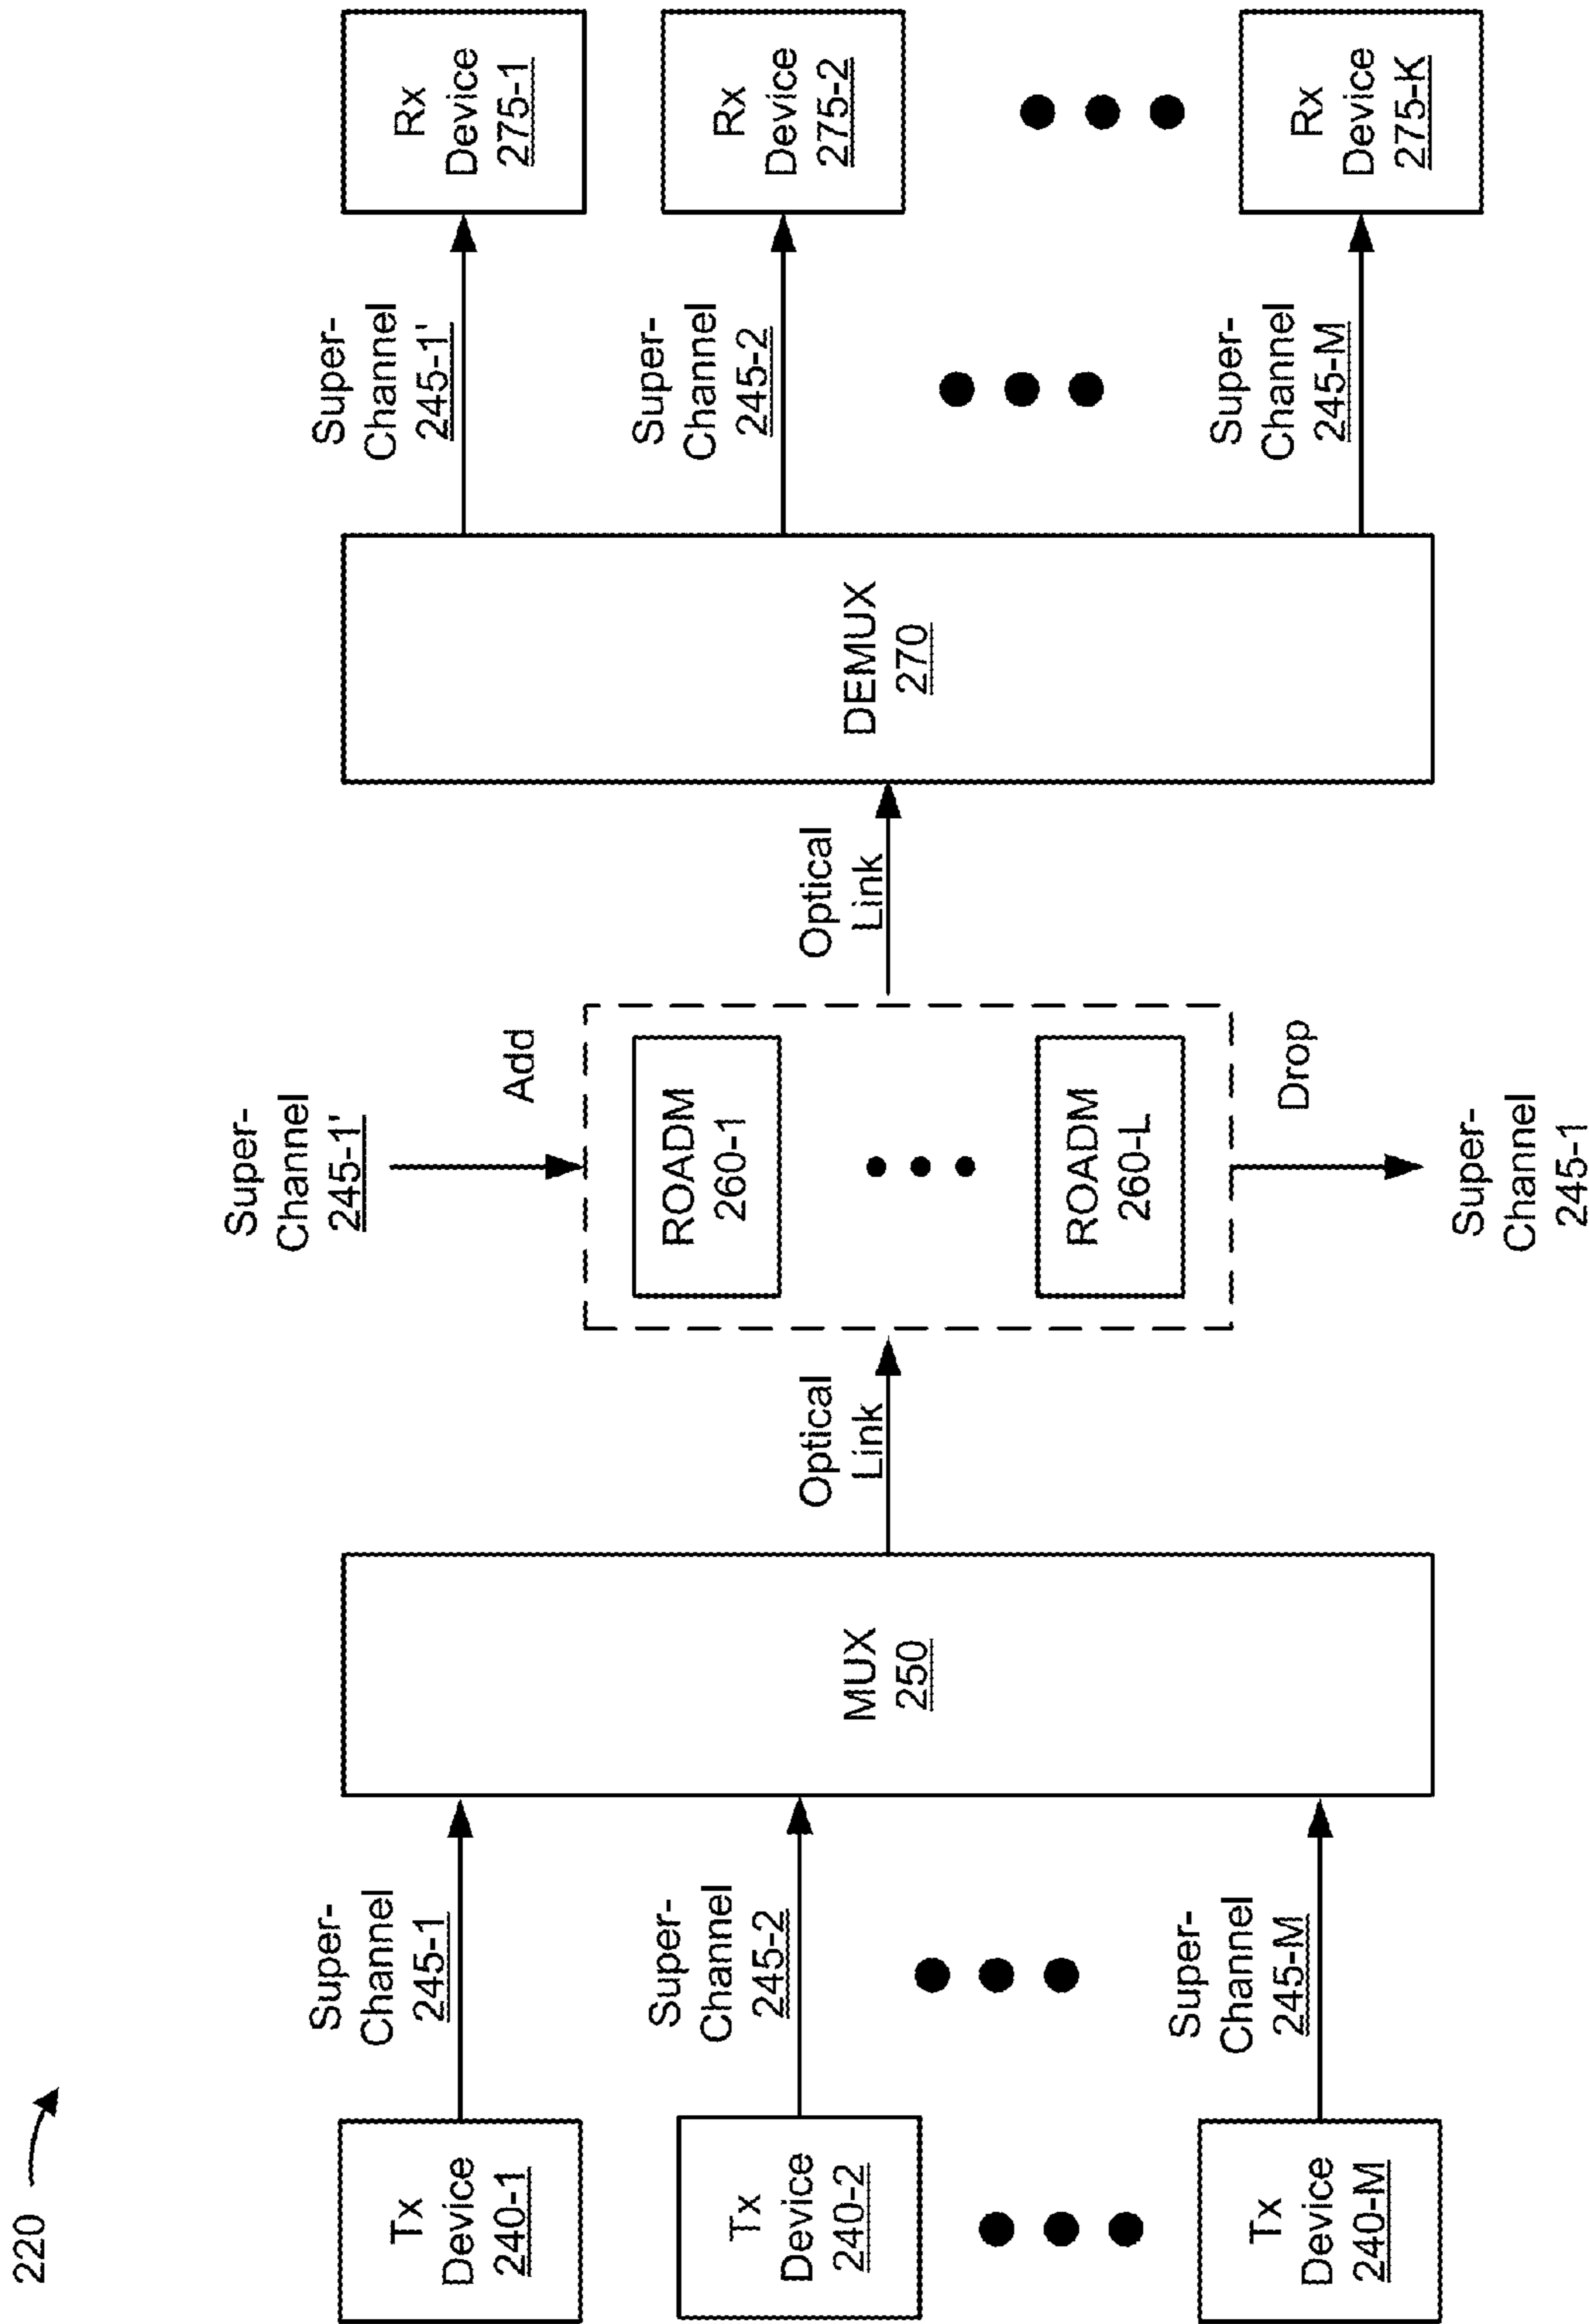 220
Tx
Device
240-1
Tx
Device
240-2
Tx
Device
240-M
Super-
Channel
245-1
Super-
Channel
245-2
Super-
Channel
245-M
MUX
250
Optical
Link
Super-
Channel
245-1'
Add
ROADM
260-1
ROADM
260-L
Drop
Super-
Channel
245-1
Optical
Link
DEMUX
270
Super-
Channel
245-1'
Super-
Channel
245-2
Super-
Channel
245-M
Rx
Device
275-1
Rx
Device
275-2
Rx
Device
275-K